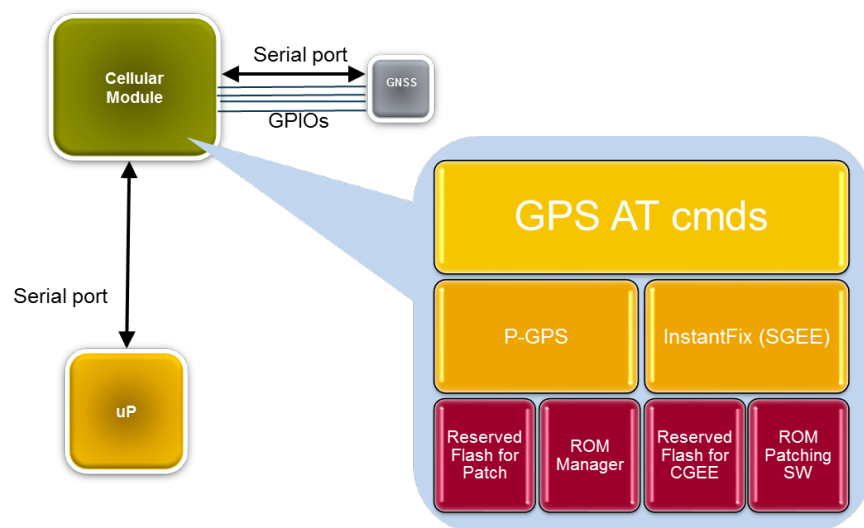 Serial port
Cellular
Module
GNSS
GPIOs
GPS AT cmds
Serial port
P-GPS
InstantFix (SGEE)
uP
Reserved
Flash for
Patch
ROM
Manager
Reserved
Flash for
CGEE
ROM
Patching
SW